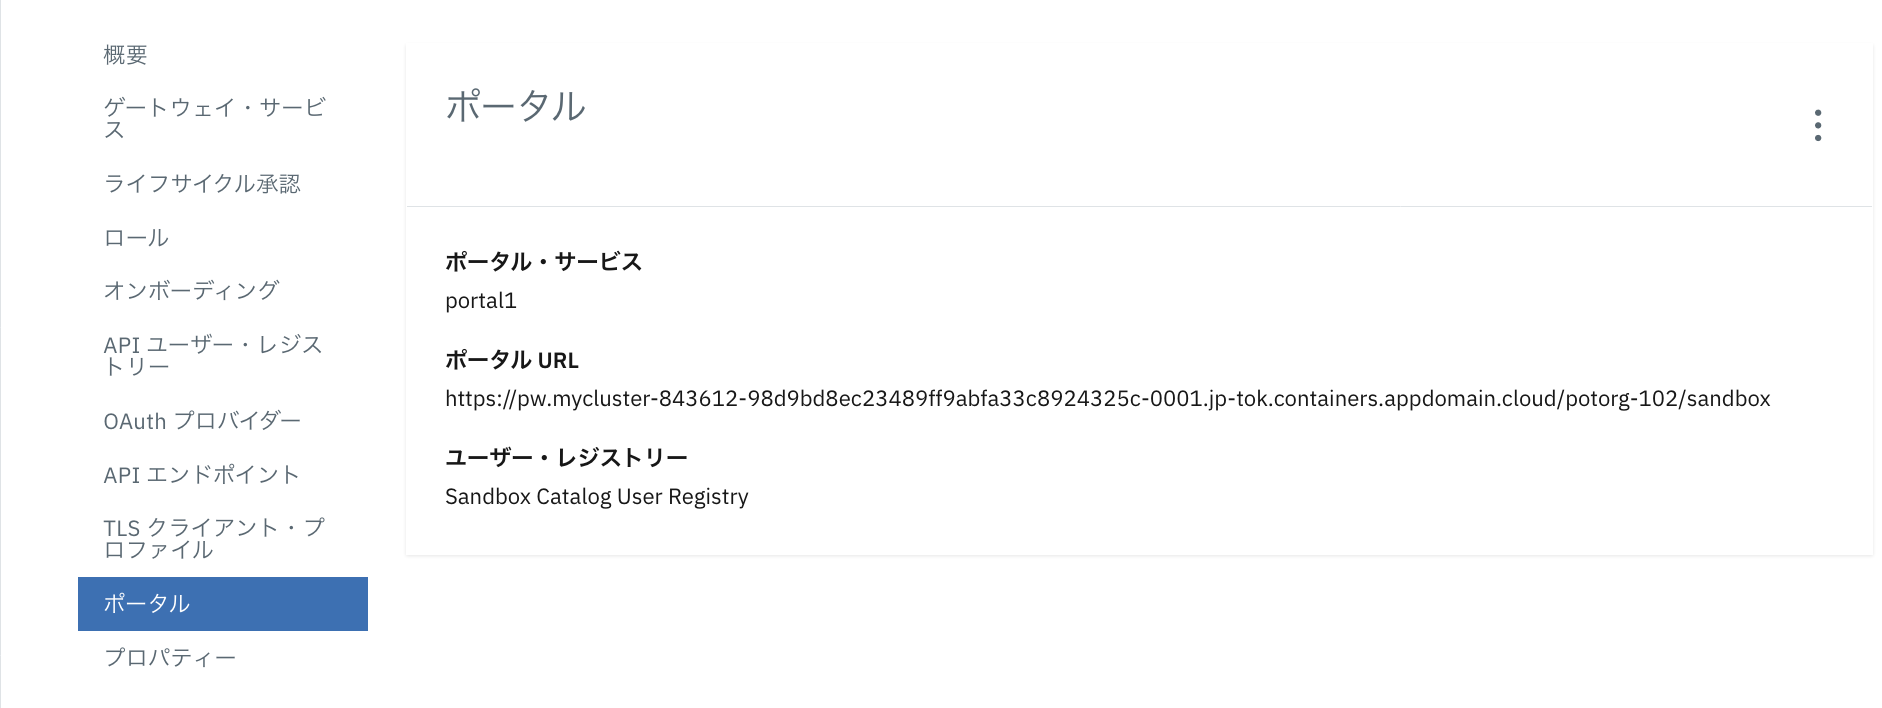 概要
ゲートウェイ・サービ
ス
ライフサイクル承認
ロール
オンボーディング
API ユーザー・レジス
トリー
OAuth プロバイダー
API エンドポイント
TLS クライアント・プ
ロファイル
ポータル
プロパティー
ポータル
ポータル・サービス
portal1
ポータル URL
https://pw.mycluster-843612-98d9bd8ec23489ff9abfa33c8924325c-0001.jp-tok.containers.appdomain.cloud/potorg-102/sandbox
ユーザー・レジストリー
Sandbox Catalog User Registry